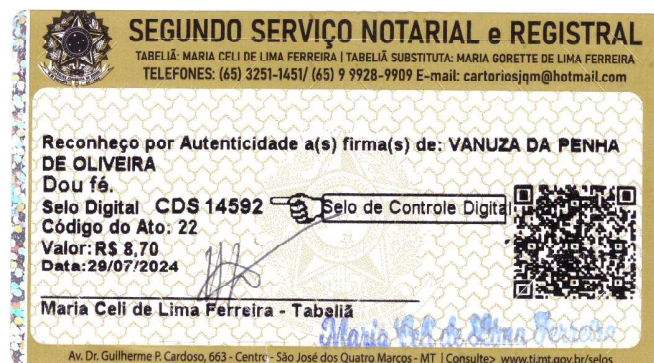 SEGUNDO SERVIÇO NOTARIAL e REGISTRAL
TABELIÃ: MARIA CELI DE LIMA FERREIRA | TABELIÃ SUBSTITUTA: MARIA GORETTE DE LIMA FERREIRA
TELEFONES: (65) 3251-1451/ (65) 9 9928-9909 E-mail: cartoriosjqm@hotmail.com
Reconheço por Autenticidade a(s) firma(s) de: VANUZA DA PENHA
DE OLIVEIRA
Dou fé.
Selo Digital CDS 14592 Selo de Controle Digital
Código do Ato: 22
Valor: R$ 8,70
Data:29/07/2024
Maria Celi de Lima Ferreira - Tabeliã
Maria Celi de Lima Ferreira
Av. Dr. Guilherme P. Cardoso, 663 - Centro - São José dos Quatro Marcos - MT | Consulte> www.tj.mt.gov.br/selos